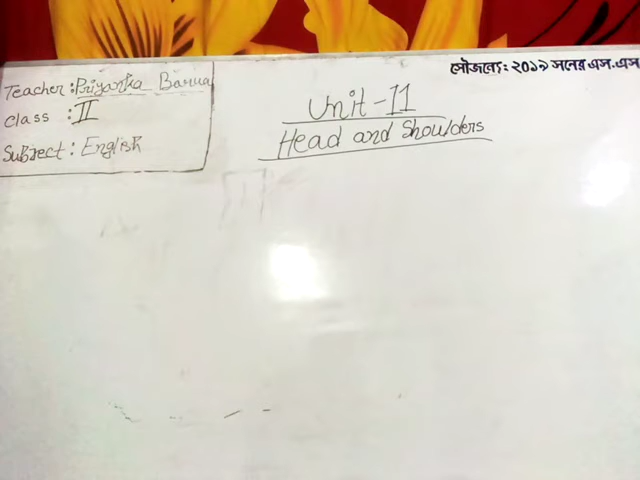 Teacher : Priyanka Barua
Class : II
Subject : English
সৌজন্যে : ২০১৯ সনের এস.এস
Unit - 11
Head and Shoulders